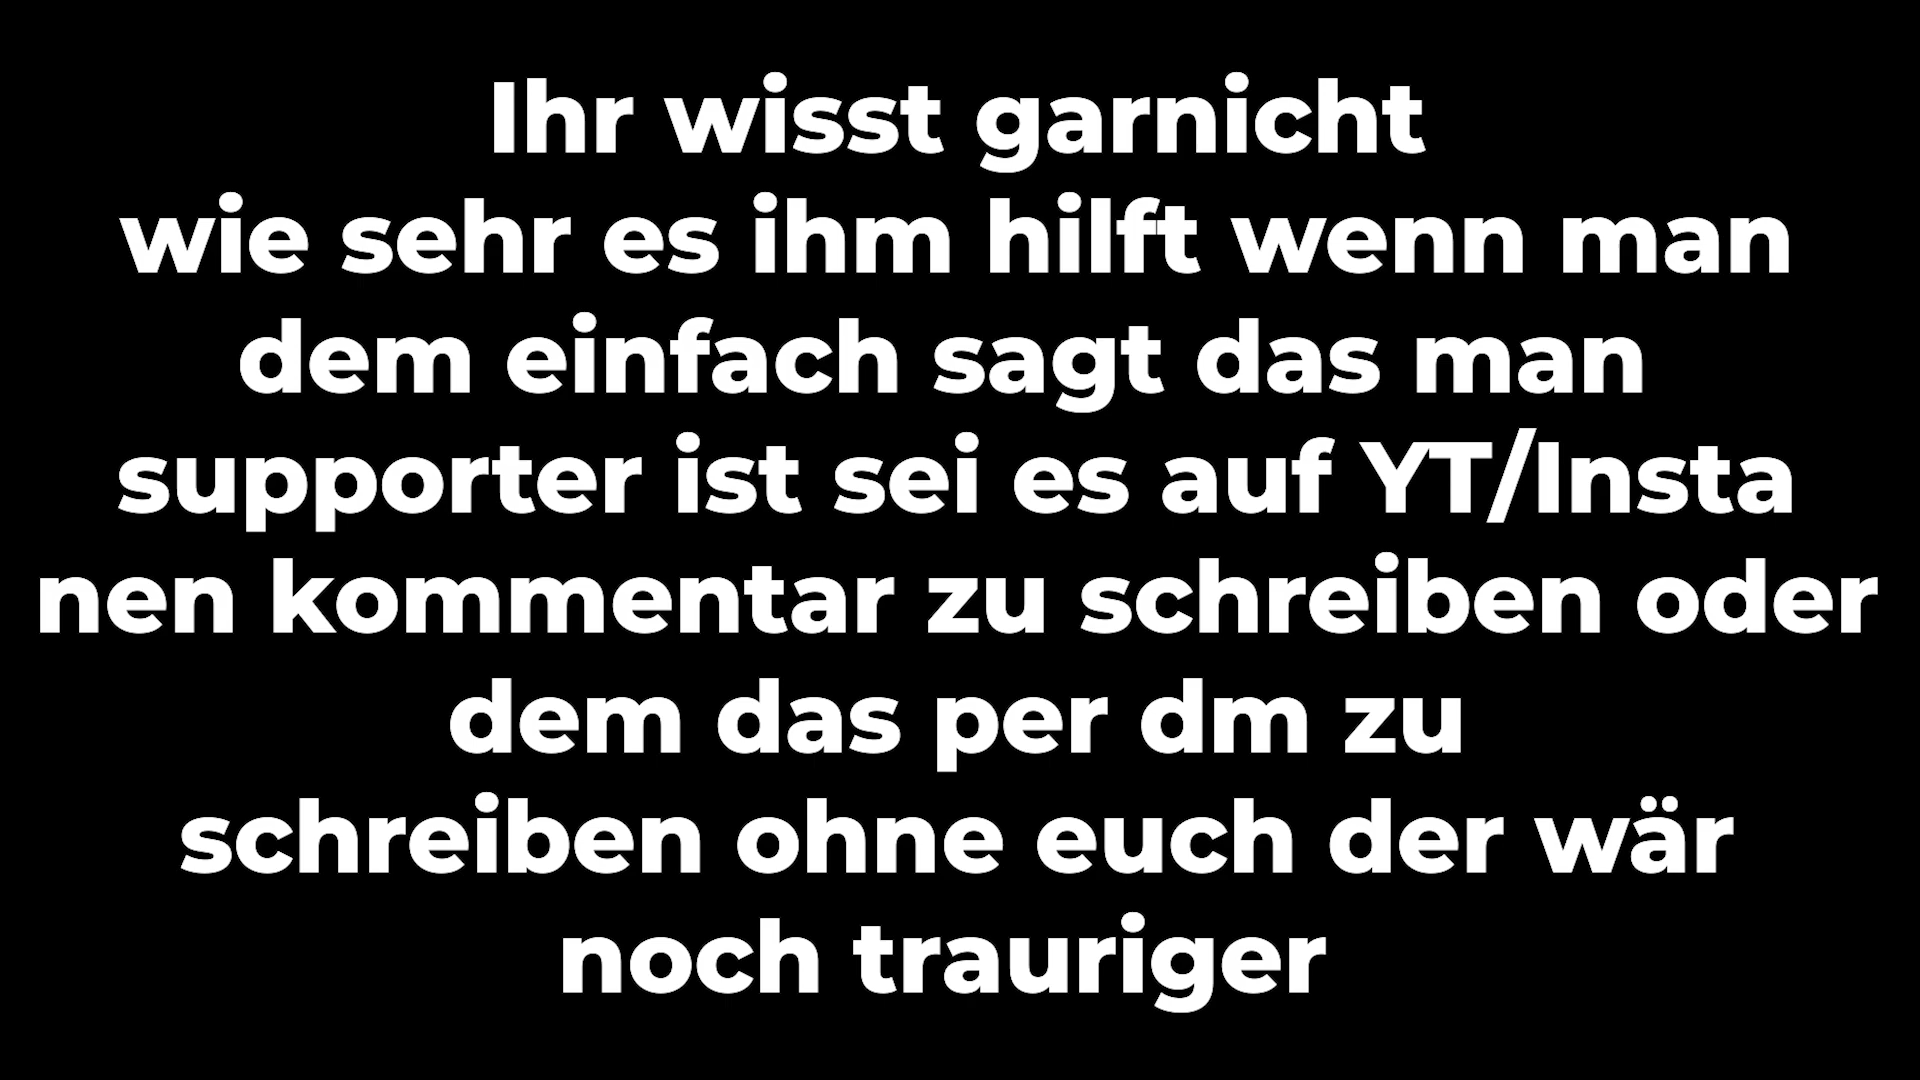 Ihr wisst garnicht
wie sehr es ihm hilft wenn man
dem einfach sagt das man
supporter ist sei es auf YT/Insta
nen kommentar zu schreiben oder
dem das per dm zu
schreiben ohne euch der wär
noch trauriger